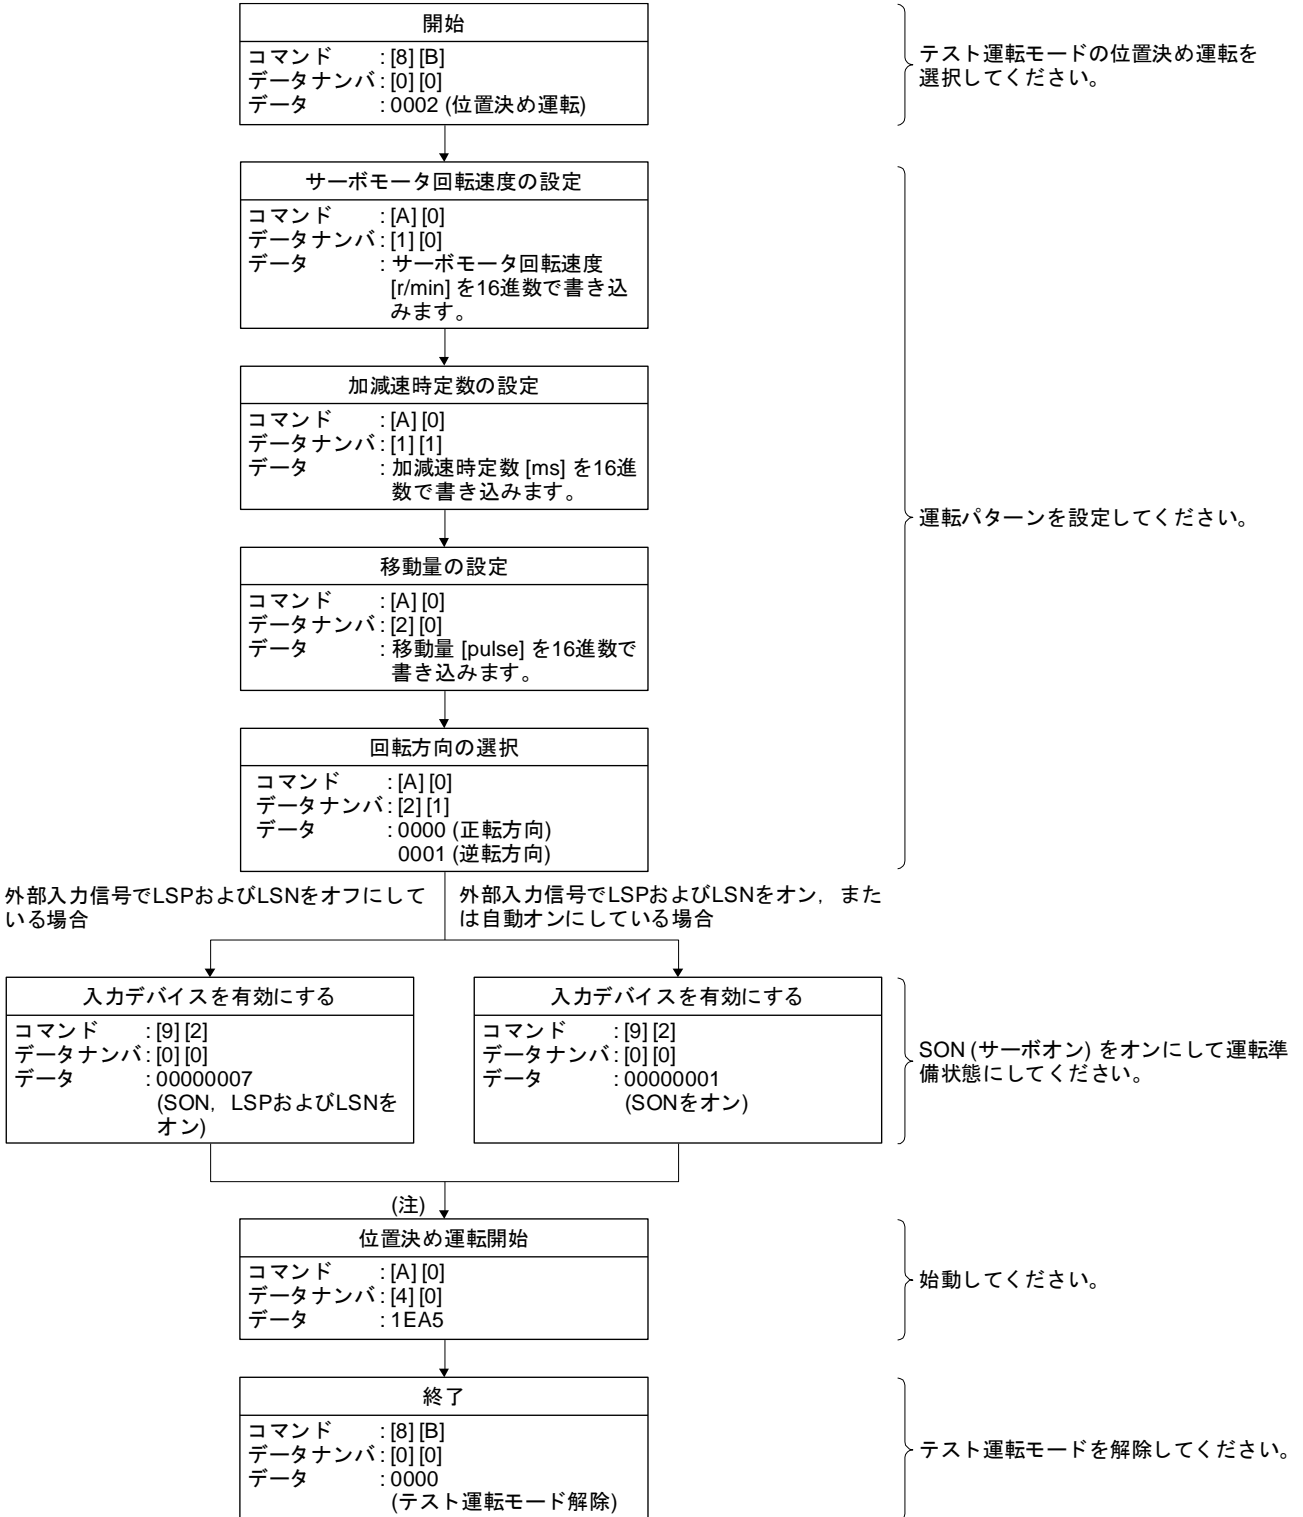 開始
コマンド :[8][B]
データナンバ:[0][0]
データ :0002 (位置決め運転)
テスト運転モードの位置決め運転を
選択してください。
サーボモータ回転速度の設定
コマンド :[A][0]
データナンバ:[1][0]
データ :サーボモータ回転速度
[r/min] を16進数で書き込
みます。
加減速時定数の設定
コマンド :[A][0]
データナンバ:[1][1]
データ :加減速時定数 [ms] を16進
数で書き込みます。
運転パターンを設定してください。
移動量の設定
コマンド :[A][0]
データナンバ:[2][0]
データ :移動量 [pulse] を16進数で
書き込みます。
回転方向の選択
コマンド :[A][0]
データナンバ:[2][1]
データ :0000 (正転方向)
0001 (逆転方向)
外部入力信号でLSPおよびLSNをオフにして
いる場合
外部入力信号でLSPおよびLSNをオン，また
は自動オンにしている場合
入力デバイスを有効にする
コマンド :[9][2]
データナンバ:[0][0]
データ :00000007
(SON，LSPおよびLSNを
オン)
入力デバイスを有効にする
コマンド :[9][2]
データナンバ:[0][0]
データ :00000001
(SONをオン)
SON (サーボオン) をオンにして運転準
備状態にしてください。
(注)
位置決め運転開始
コマンド :[A][0]
データナンバ:[4][0]
データ :1EA5
始動してください。
終了
コマンド :[8][B]
データナンバ:[0][0]
データ :0000
(テスト運転モード解除)
テスト運転モードを解除してください。